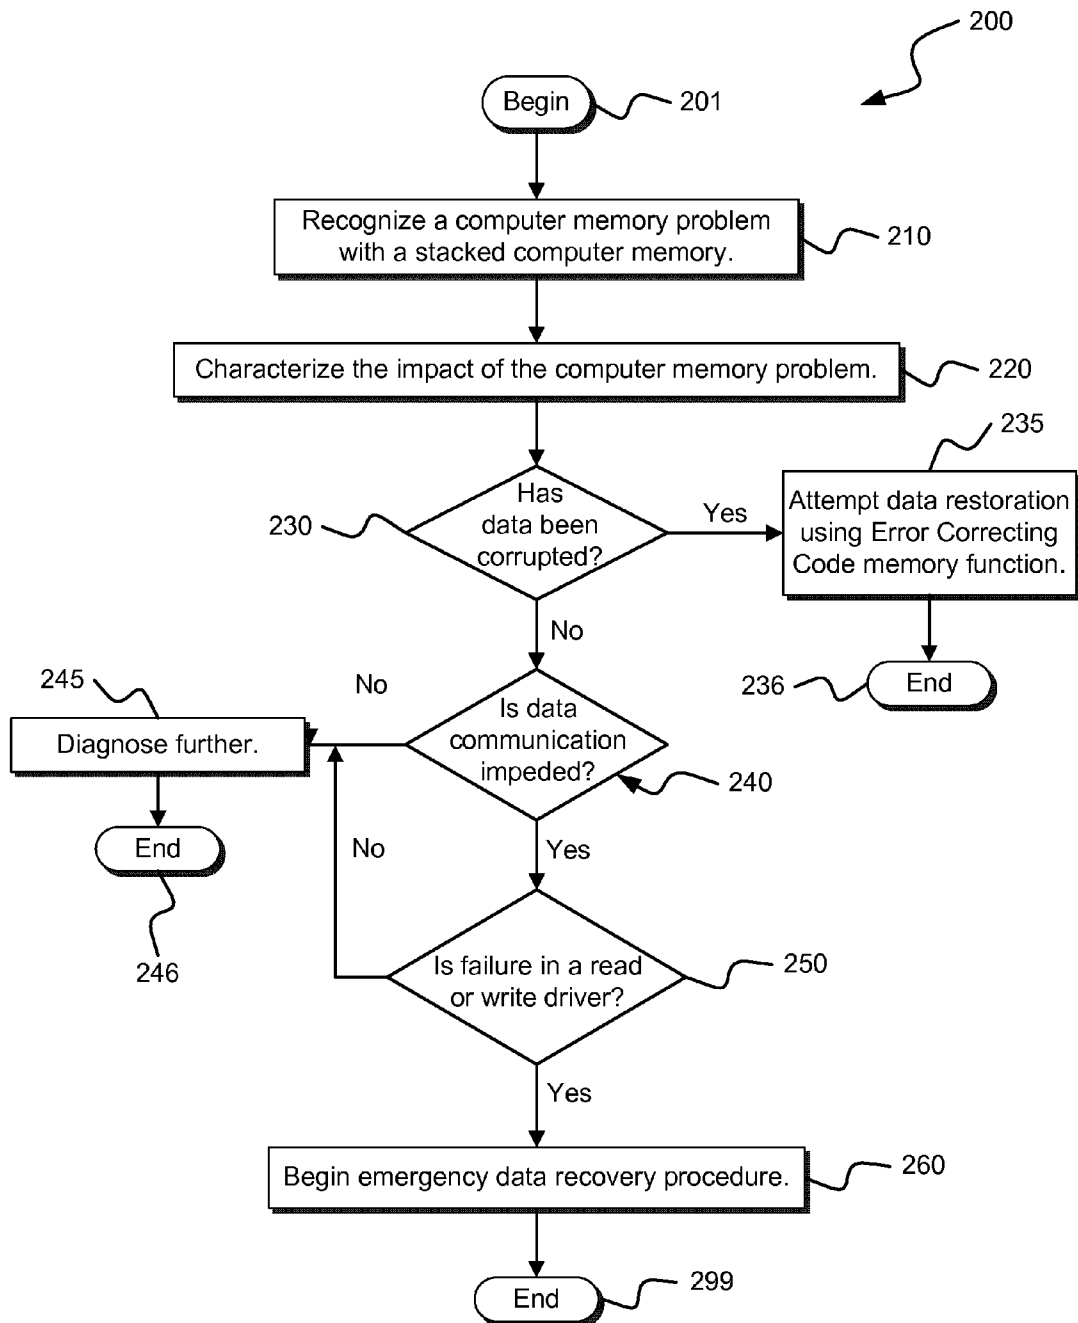 200
Begin
201
Recognize a computer memory problem
with a stacked computer memory.
210
Characterize the impact of the computer memory problem.
220
235
Has
data been
corrupted?
230
Yes
Attempt data restoration
using Error Correcting
Code memory function.
No
236
End
245
No
Is data
communication
impeded?
Diagnose further.
240
End
No
Yes
246
Is failure in a read
or write driver?
250
Yes
Begin emergency data recovery procedure.
260
End
299